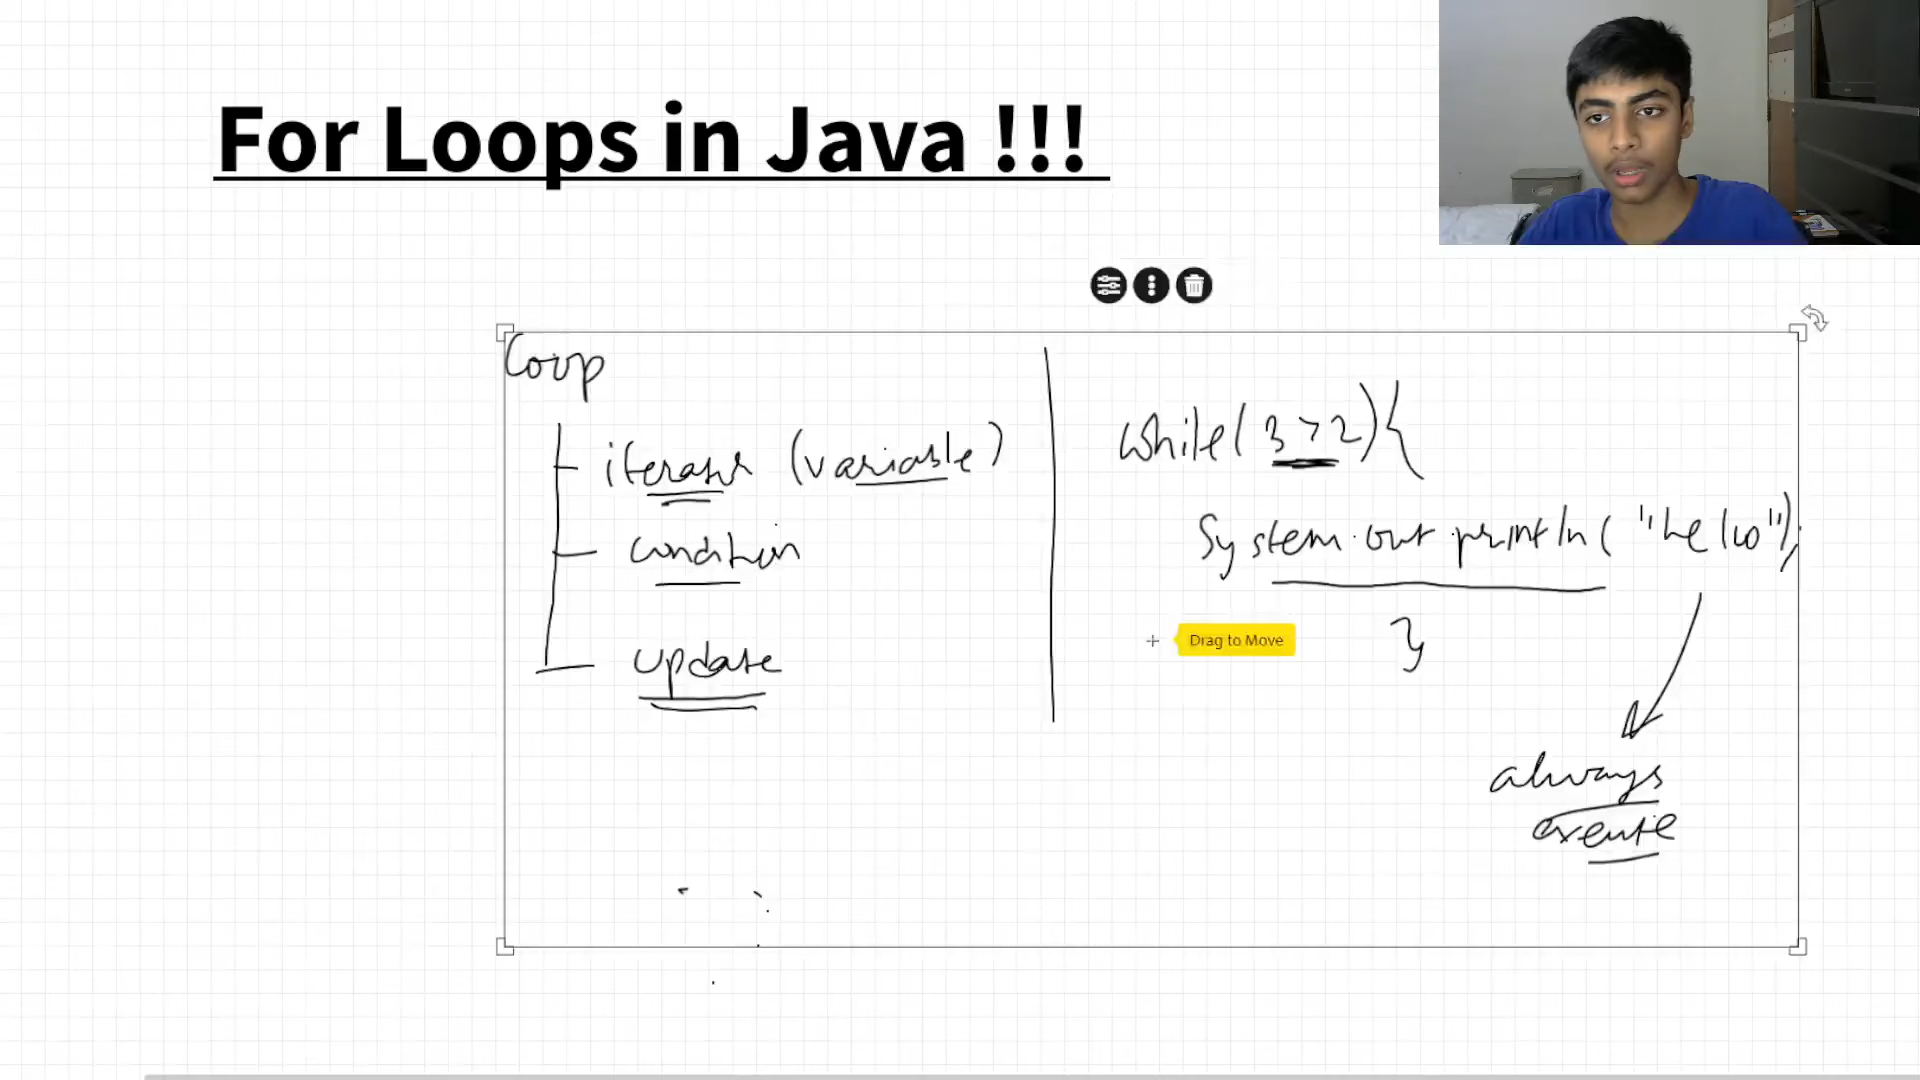 For Loops in Java !!!
Loop
iterator (variable)
condition
update
while(3>2){
System.out.println("hello");
Drag to Move
}
always
execute